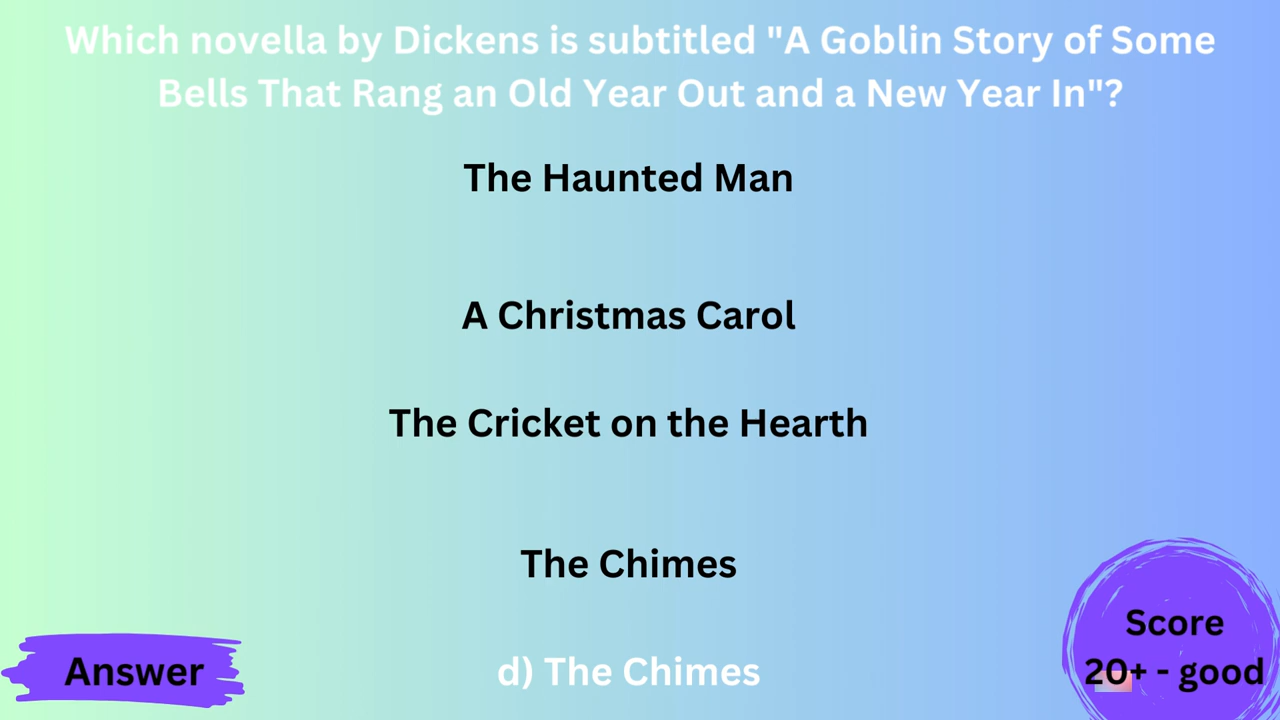 Which novella by Dickens is subtitled "A Goblin Story of Some
Bells That Rang an Old Year Out and a New Year In"?
The Haunted Man
A Christmas Carol
The Cricket on the Hearth
The Chimes
Answer
d) The Chimes
Score
20+ - good